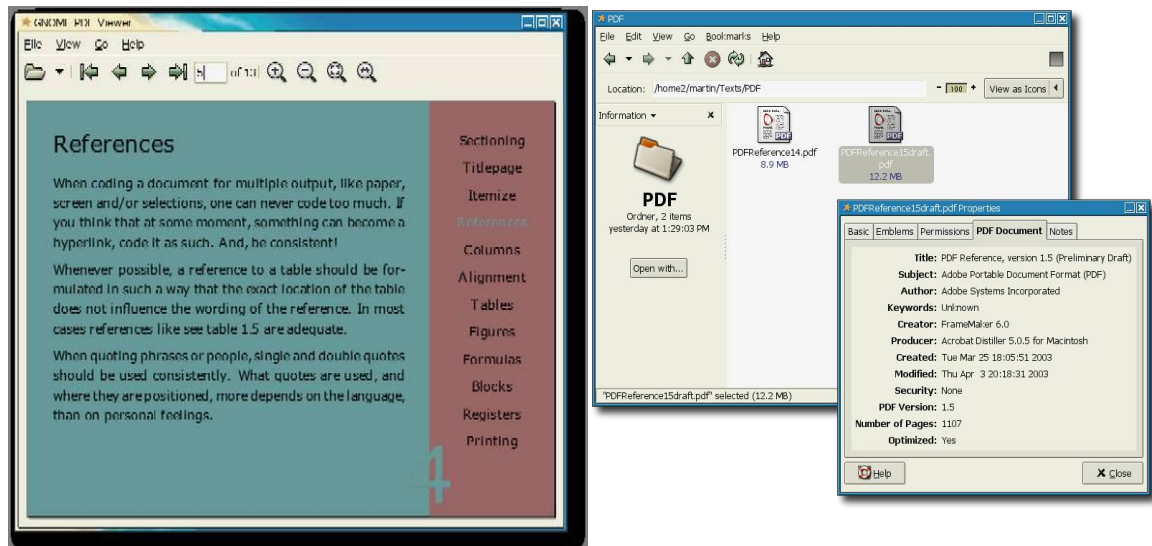 GNOME PDF Viewer
File View Go Help
5 of 13
References
When coding a document for multiple output, like paper,
screen and/or selections, one can never code too much. If
you think that at some moment, something can become a
hyperlink, code it as such. And, be consistent!
Whenever possible, a reference to a table should be for-
mulated in such a way that the exact location of the table
does not influence the wording of the reference. In most
cases references like see table 1.5 are adequate.
When quoting phrases or people, single and double quotes
should be used consistently. What quotes are used, and
where they are positioned, more depends on the language,
than on personal feelings.
Sectioning
Titlepage
Itemize
References
Columns
Alignment
Tables
Figures
Formulas
Blocks
Registers
Printing
4
PDF
File Edit View Go Bookmarks Help
Location: /home2/martin/Texts/PDF - 100 + View as Icons
Information x
PDF
Ordner, 2 items
yesterday at 1:29:03 PM
Open with...
PDF
PDFReference14.pdf
8.9 MB
PDF
PDFReference15draft.
pdf
12.2 MB
"PDFReference15draft.pdf" selected (12.2 MB)
PDFReference15draft.pdf Properties
Basic Emblems Permissions PDF Document Notes
Title: PDF Reference, version 1.5 (Preliminary Draft)
Subject: Adobe Portable Document Format (PDF)
Author: Adobe Systems Incorporated
Keywords: Unknown
Creator: FrameMaker 6.0
Producer: Acrobat Distiller 5.0.5 for Macintosh
Created: Tue Mar 25 18:05:51 2003
Modified: Thu Apr 3 20:18:31 2003
Security: None
PDF Version: 1.5
Number of Pages: 1107
Optimized: Yes
Help
Close